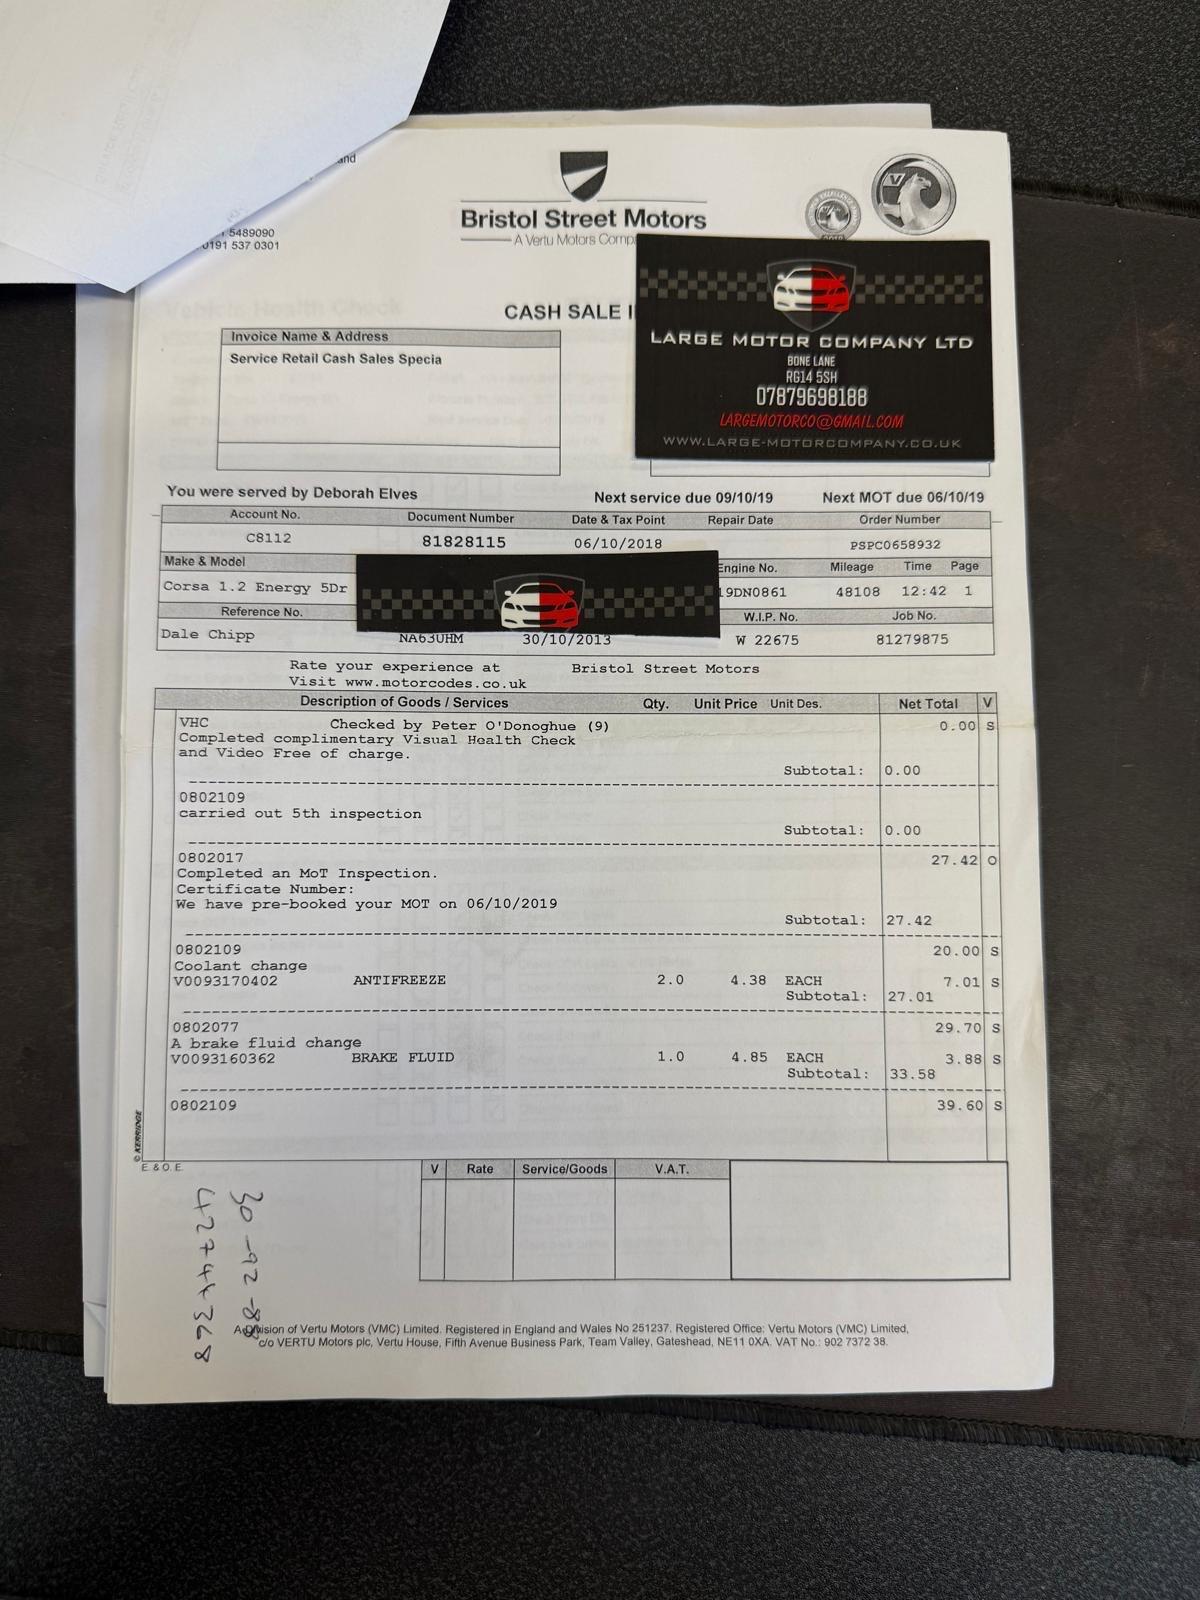 and
5489090
0191 537 0301
Bristol Street Motors
A Vertu Motors Comp
CASH SALE I
LARGE MOTOR COMPANY LTD
BONE LANE
RG14 5SH
07879698188
LARGEMOTORCO@GMAIL.COM
WWW.LARGE-MOTORCOMPANY.CO.UK
Invoice Name & Address
Service Retail Cash Sales Specia
You were served by Deborah Elves
Next service due 09/10/19 Next MOT due 06/10/19
Account No. Document Number Date & Tax Point Repair Date Order Number
C8112 81828115 06/10/2018 PSPC0658932
Make & Model Engine No. Mileage Time Page
Corsa 1.2 Energy 5Dr 19DN0861 48108 12:42 1
Reference No. W.I.P. No. Job No.
Dale Chipp NA63UHM 30/10/2013 W 22675 81279875
Rate your experience at Bristol Street Motors
Visit www.motorcodes.co.uk
Description of Goods / Services Qty. Unit Price Unit Des. Net Total V
VHC Checked by Peter O'Donoghue (9) 0.00 S
Completed complimentary Visual Health Check
and Video Free of charge.
Subtotal: 0.00
0802109
carried out 5th inspection
Subtotal: 0.00
0802017 27.42 O
Completed an MoT Inspection.
Certificate Number:
We have pre-booked your MOT on 06/10/2019
Subtotal: 27.42
0802109 20.00 S
Coolant change
V0093170402 ANTIFREEZE 2.0 4.38 EACH 7.01 S
Subtotal: 27.01
0802077 29.70 S
A brake fluid change
V0093160362 BRAKE FLUID 1.0 4.85 EACH 3.88 S
Subtotal: 33.58
0802109 39.60 S
© KERRIDGE
E. & O. E.
V Rate Service/Goods V.A.T.
30-92-88
42744368
A division of Vertu Motors (VMC) Limited. Registered in England and Wales No 251237. Registered Office: Vertu Motors (VMC) Limited,
c/o VERTU Motors plc, Vertu House, Fifth Avenue Business Park, Team Valley, Gateshead, NE11 0XA. VAT No.: 902 7372 38.